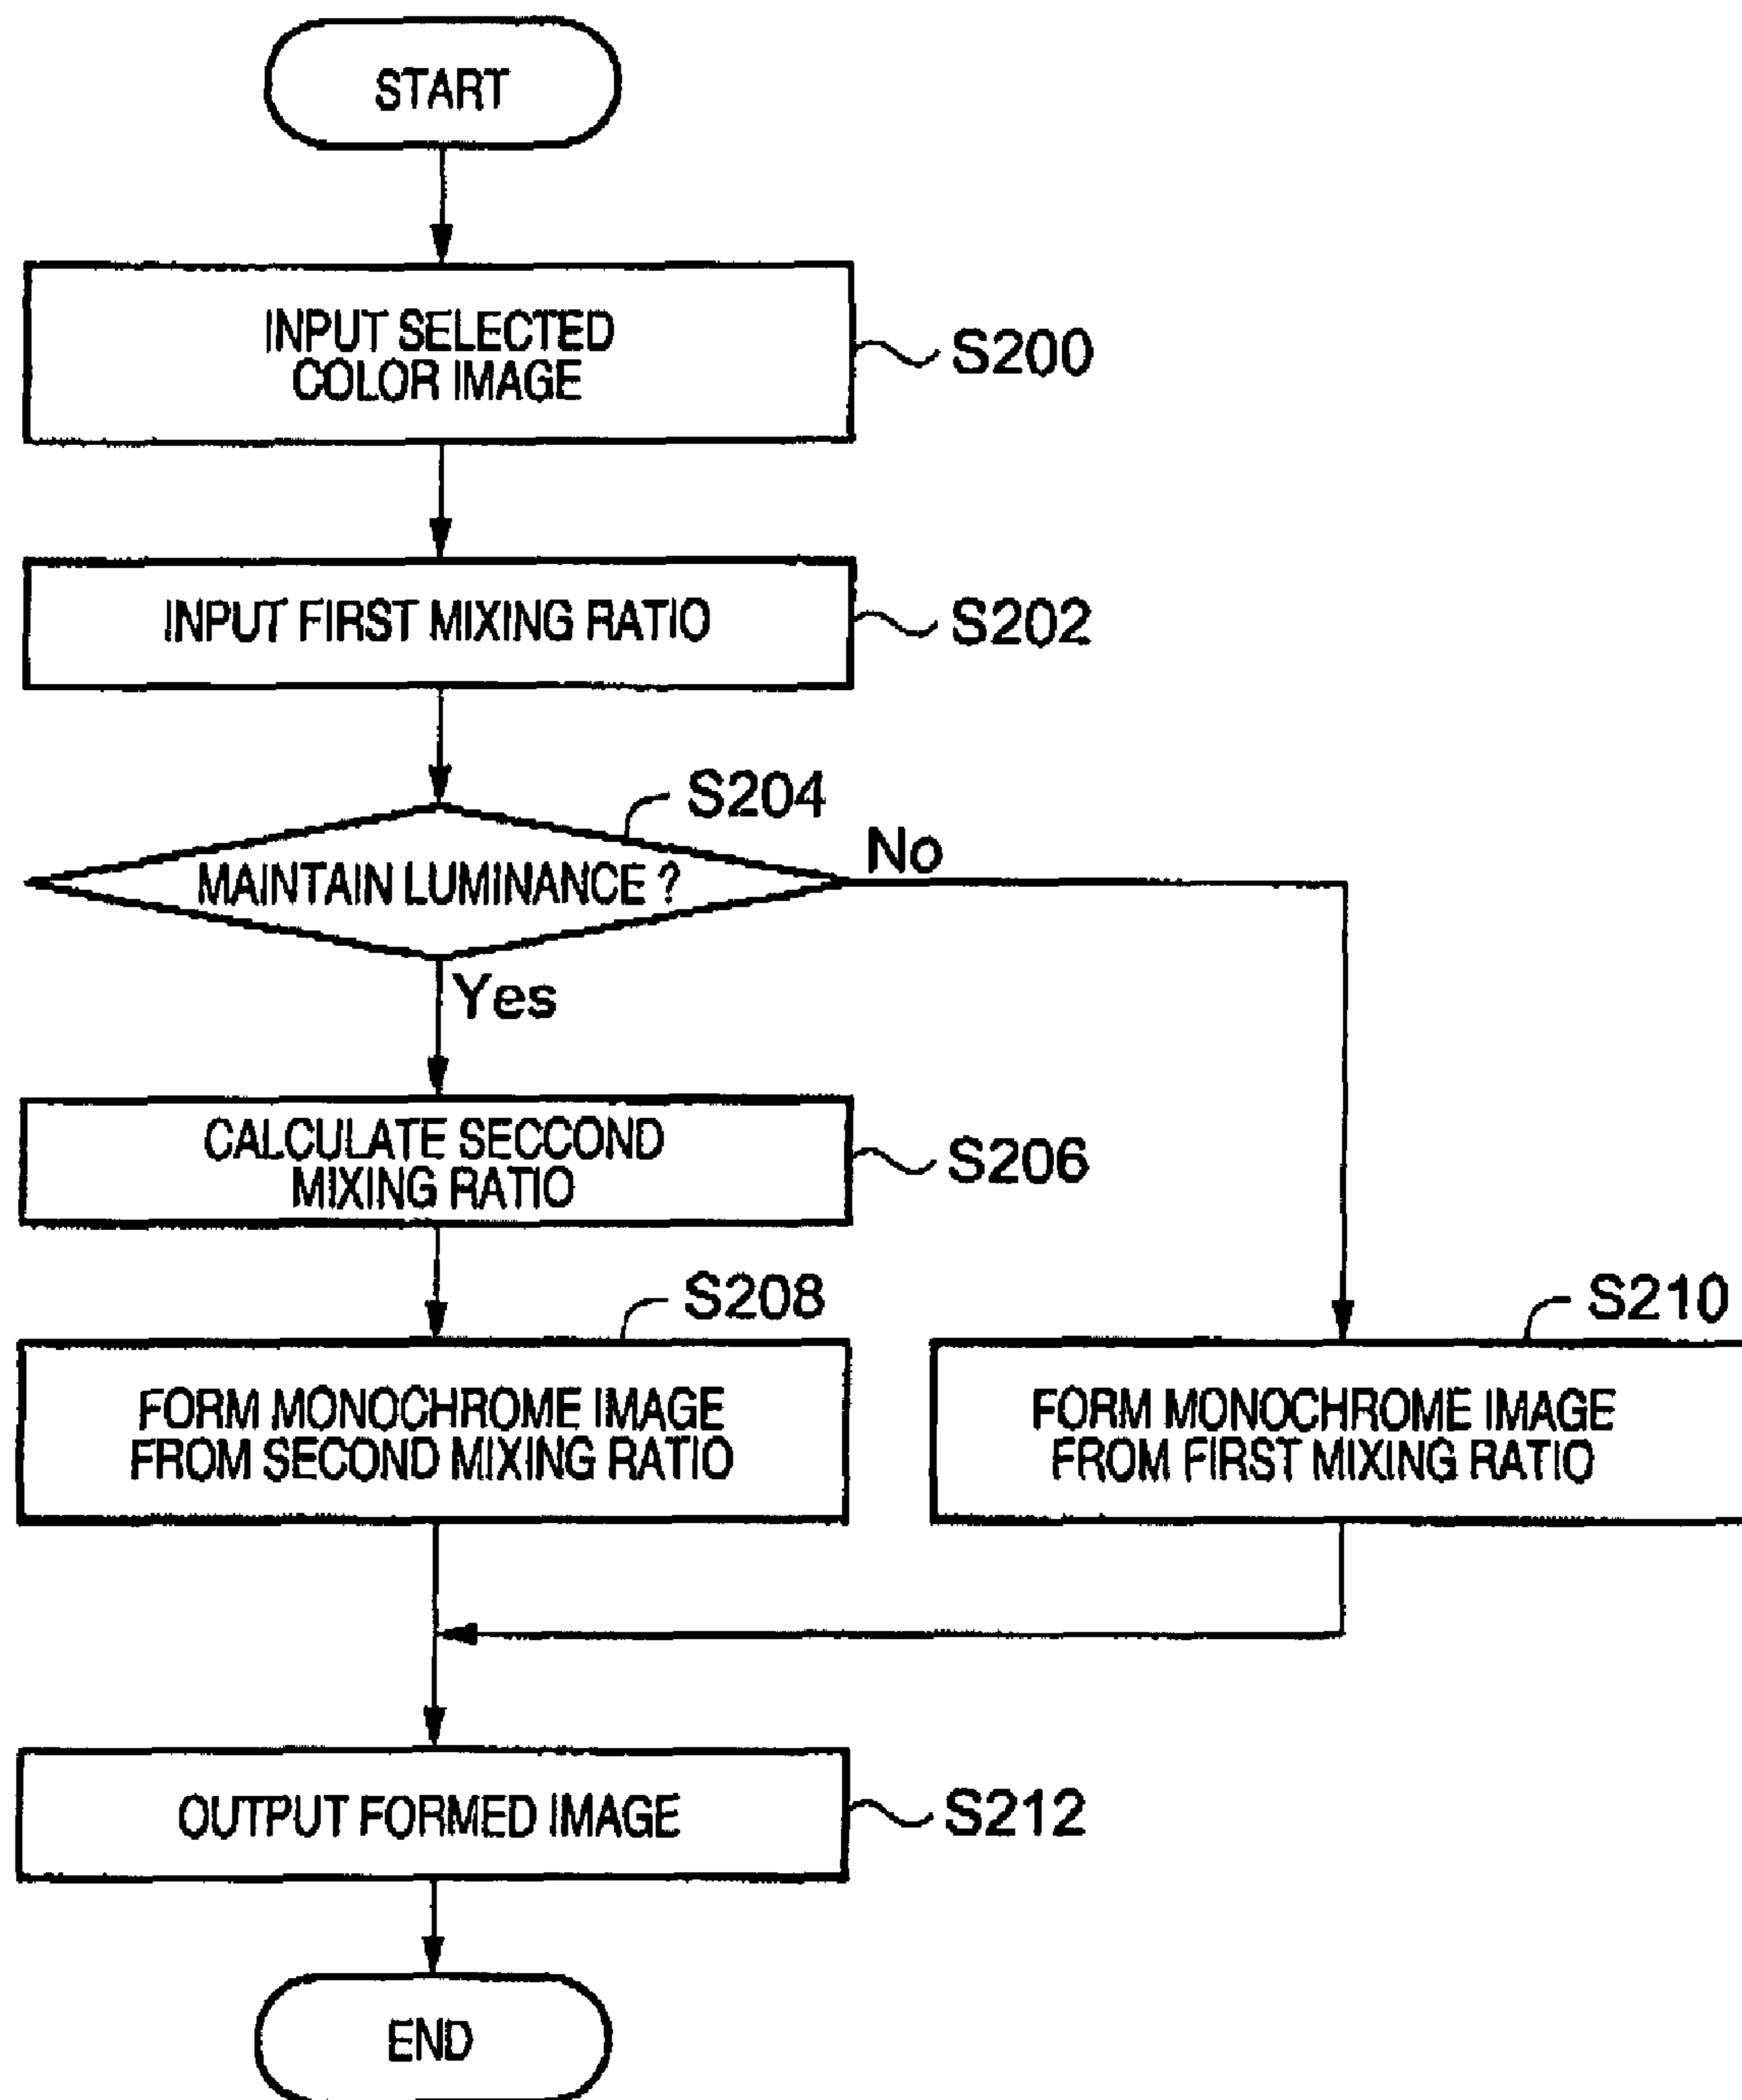 START
INPUT SELECTED
COLOR IMAGE
S200
INPUT FIRST MIXING RATIO
S202
S204
MAINTAIN LUMINANCE ?
No
Yes
CALCULATE SECCOND
MIXING RATIO
S206
S208
FORM MONOCHROME IMAGE
FROM SECOND MIXING RATIO
S210
FORM MONOCHROME IMAGE
FROM FIRST MIXING RATIO
OUTPUT FORMED IMAGE
S212
END